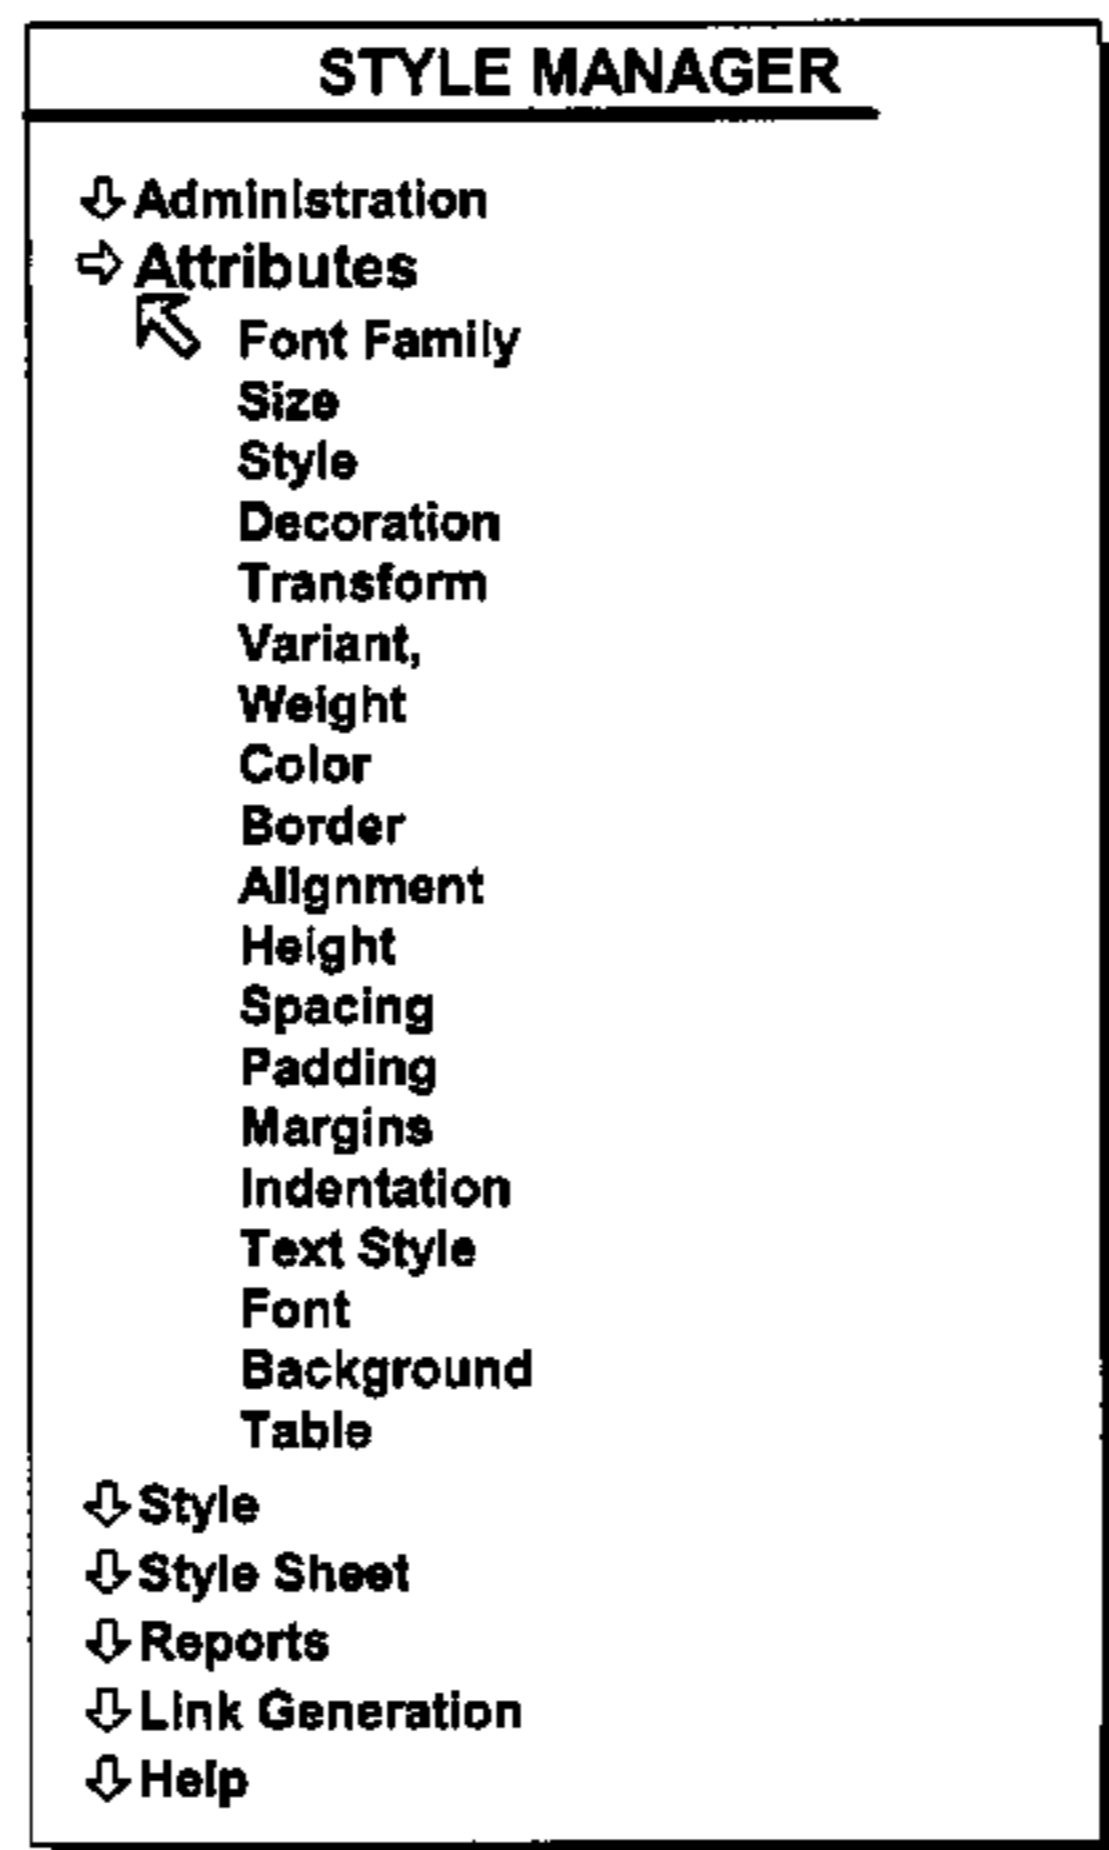 STYLE MANAGER
Administration
Attributes
Font Family
Size
Style
Decoration
Transform
Variant,
Weight
Color
Border
Alignment
Height
Spacing
Padding
Margins
Indentation
Text Style
Font
Background
Table
Style
Style Sheet
Reports
Link Generation
Help